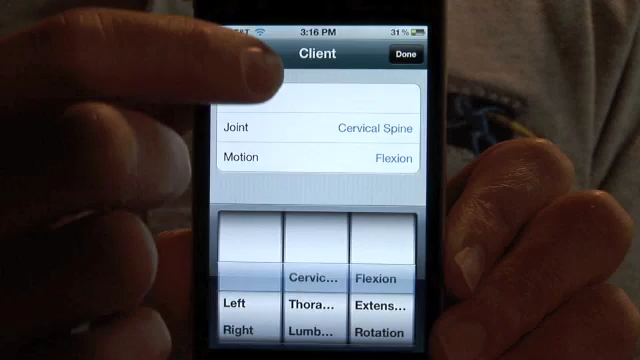 AT&T 3:16 PM 31%
Client Done
Joint Cervical Spine
Motion Flexion
Cervic... Flexion
Left Thora... Extens...
Right Lumb... Rotation